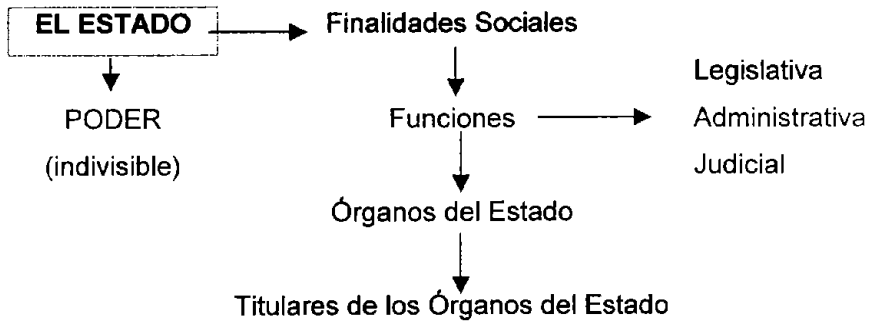 EL ESTADO
Finalidades Sociales
PODER
(indivisible)
Funciones
Legislativa
Administrativa
Judicial
Órganos del Estado
Titulares de los Órganos del Estado